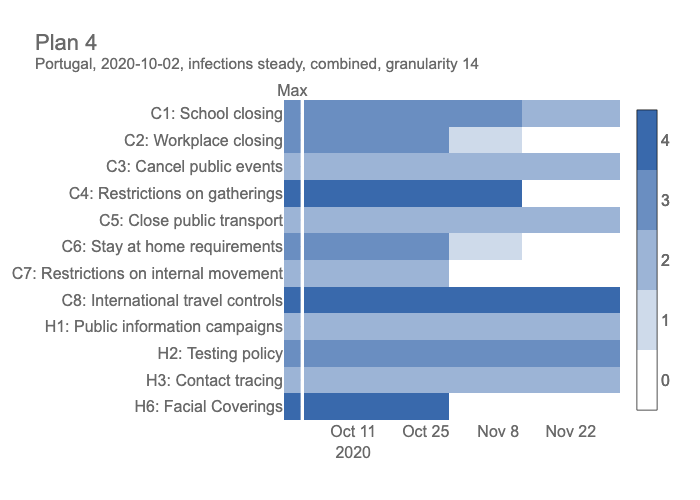 Plan 4
Portugal, 2020-10-02, infections steady, combined, granularity 14
Max
C1: School closing
C2: Workplace closing
C3: Cancel public events
C4: Restrictions on gatherings
C5: Close public transport
C6: Stay at home requirements
C7: Restrictions on internal movement
C8: International travel controls
H1: Public information campaigns
H2: Testing policy
H3: Contact tracing
H6: Facial Coverings
Oct 11 Oct 25 Nov 8 Nov 22
2020
4
3
2
1
0